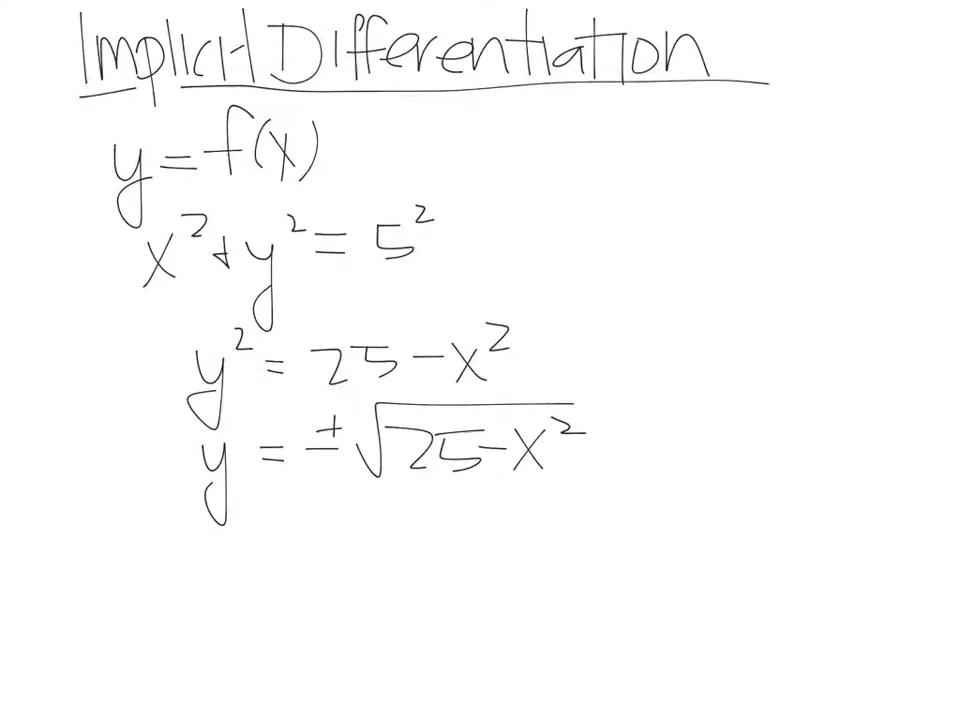 Implicit Differentiation
y = f(x)
x² + y² = 5²
y² = 25 - x²
y = ±√25-x²